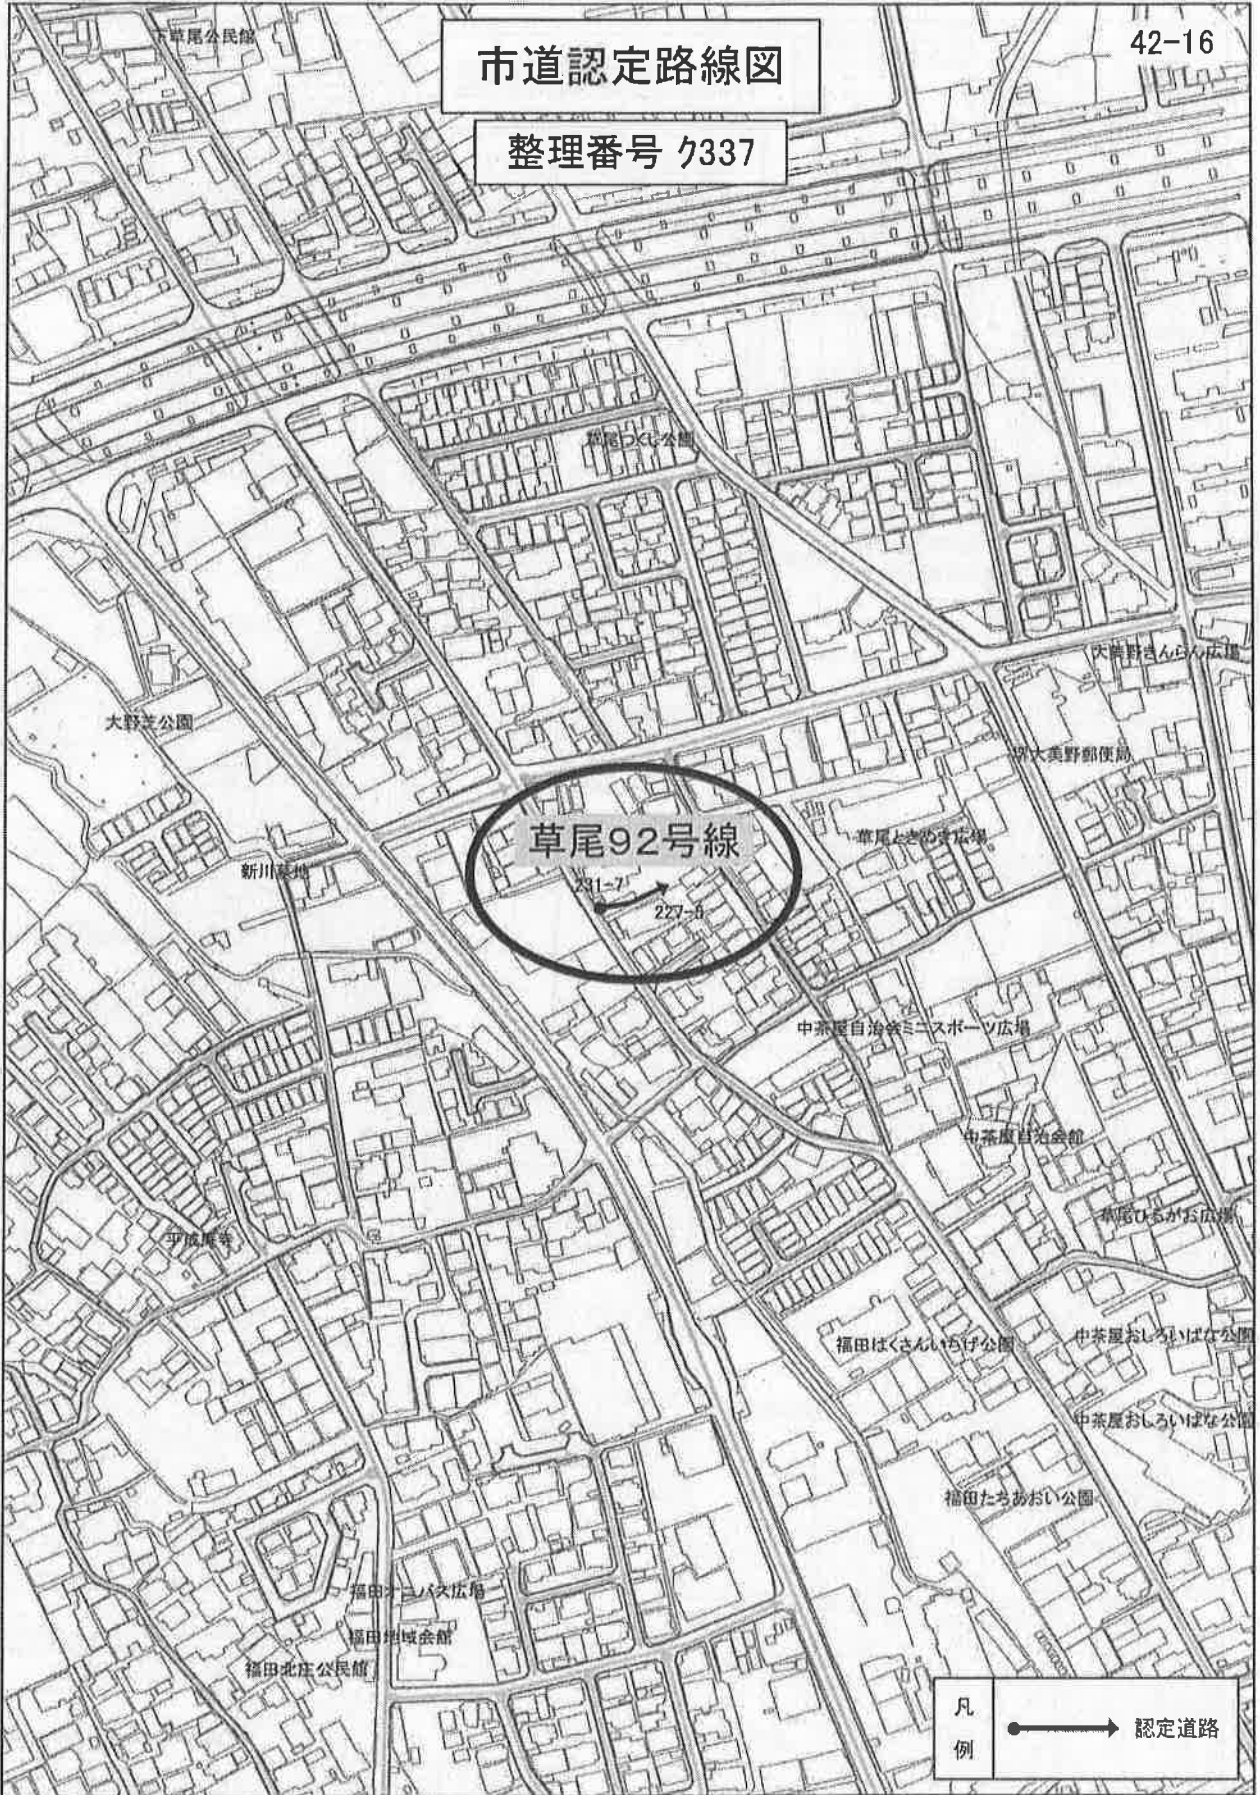 下草尾公民館
市道認定路線図
42-16
整理番号 ク337
草尾つくし公園
大美野きんらん広場
大野芝公園
堺大美野郵便局
草尾92号線
草尾ときめき広場
新川墓地
231-7
227-5
中茶屋自治会ミニスポーツ広場
中茶屋自治会館
草尾ひるがお広場
平成廃寺
中茶屋おしろいばな公園
福田はくさんいちげ公園
中茶屋おしろいばな公園
福田たちあおい公園
福田オニバス広場
福田地域会館
福田北庄公民館
凡例
認定道路